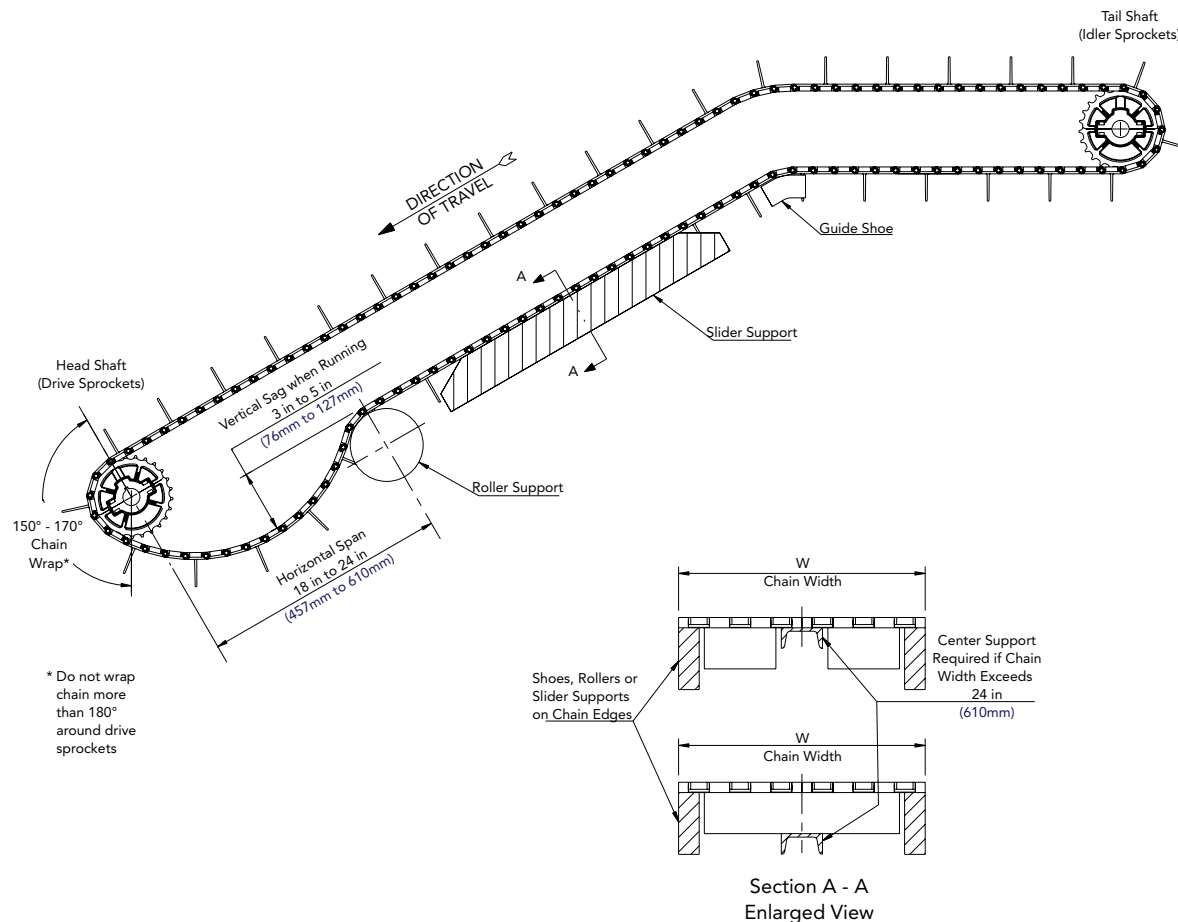 Tail Shaft
(Idler Sprockets)
DIRECTION
OF TRAVEL
Guide Shoe
A
Slider Support
A
Head Shaft
(Drive Sprockets)
Vertical Sag when Running
3 in to 5 in
(76mm to 127mm)
Roller Support
150° - 170°
Chain
Wrap*
Horizontal Span
18 in to 24 in
(457mm to 610mm)
* Do not wrap
chain more
than 180°
around drive
sprockets
W
Chain Width
Shoes, Rollers or
Slider Supports
on Chain Edges
Center Support
Required if Chain
Width Exceeds
24 in
(610mm)
W
Chain Width
Section A - A
Enlarged View